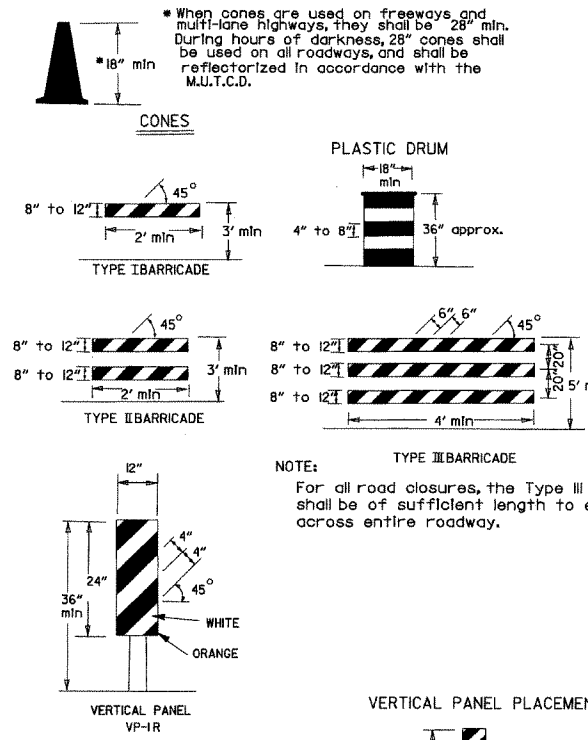 * When cones are used on freeways and
multi-lane highways, they shall be 28" min.
During hours of darkness, 28" cones shall
be used on all roadways, and shall be
reflectorized in accordance with the
M.U.T.C.D.
*18" min
CONES
PLASTIC DRUM
18"
min
45°
8" to 12"
2' min
3' min
TYPE I BARRICADE
4" to 8"
36" approx.
45°
8" to 12"
8" to 12"
2' min
3' min
TYPE II BARRICADE
6" 6"
45°
8" to 12"
8" to 12"
8" to 12"
20"
20"
5'
4' min
TYPE III BARRICADE
NOTE:
For all road closures, the Type III
shall be of sufficient length to
across entire roadway.
12"
4"
4"
24"
36"
min
45°
WHITE
ORANGE
VERTICAL PANEL
VP-1R
VERTICAL PANEL PLACEMEN